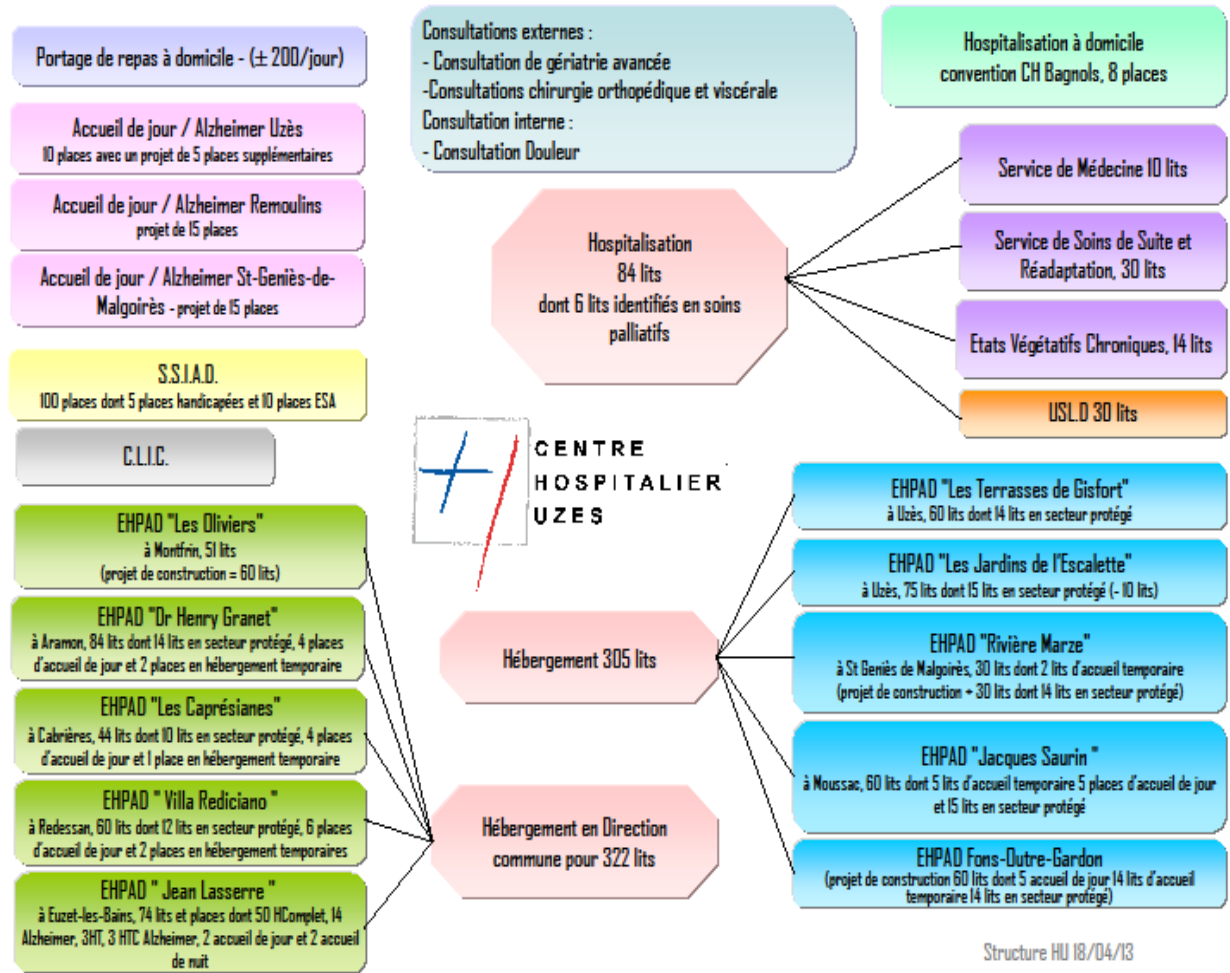 Portage de repas à domicile - (± 200/jour)
Accueil de jour / Alzheimer Uzès
10 places avec un projet de 5 places supplémentaires
Accueil de jour / Alzheimer Remoulins
projet de 15 places
Accueil de jour / Alzheimer St-Geniès-de-
Malgoirès - projet de 15 places
S.S.I.A.D.
100 places dont 5 places handicapées et 10 places ESA
C.L.I.C.
Consultations externes :
- Consultation de gériatrie avancée
-Consultations chirurgie orthopédique et viscérale
Consultation interne :
- Consultation Douleur
Hospitalisation à domicile
convention CH Bagnols, 8 places
Hospitalisation
84 lits
dont 6 lits identifiés en soins
palliatifs
Service de Médecine 10 lits
Service de Soins de Suite et
Réadaptation, 30 lits
Etats Végétatifs Chroniques, 14 lits
USL.D 30 lits
CENTRE
HOSPITALIER
UZES
EHPAD "Les Oliviers"
à Montfrin, 51 lits
(projet de construction = 60 lits)
EHPAD "Dr Henry Granet"
à Aramon, 84 lits dont 14 lits en secteur protégé, 4 places
d'accueil de jour et 2 places en hébergement temporaire
EHPAD "Les Caprésianes"
à Cabrières, 44 lits dont 10 lits en secteur protégé, 4 places
d'accueil de jour et 1 place en hébergement temporaire
EHPAD " Villa Rediciano "
à Redessan, 60 lits dont 12 lits en secteur protégé, 6 places
d'accueil de jour et 2 places en hébergement temporaires
EHPAD " Jean Lasserre "
à Euzet-les-Bains, 74 lits et places dont 50 HComplet, 14
Alzheimer, 3HT, 3 HTC Alzheimer, 2 accueil de jour et 2 accueil
de nuit
Hébergement 305 lits
Hébergement en Direction
commune pour 322 lits
EHPAD "Les Terrasses de Gisfort"
à Uzès, 60 lits dont 14 lits en secteur protégé
EHPAD "Les Jardins de l'Escalette"
à Uzès, 75 lits dont 15 lits en secteur protégé (- 10 lits)
EHPAD "Rivière Marze"
à St Geniès de Malgoirès, 30 lits dont 2 lits d'accueil temporaire
(projet de construction + 30 lits dont 14 lits en secteur protégé)
EHPAD "Jacques Saurin "
à Moussac, 60 lits dont 5 lits d'accueil temporaire 5 places d'accueil de jour
et 15 lits en secteur protégé
EHPAD Fons-Outre-Gardon
(projet de construction 60 lits dont 5 accueil de jour 14 lits d'accueil
temporaire 14 lits en secteur protégé)
Structure HU 18/04/13